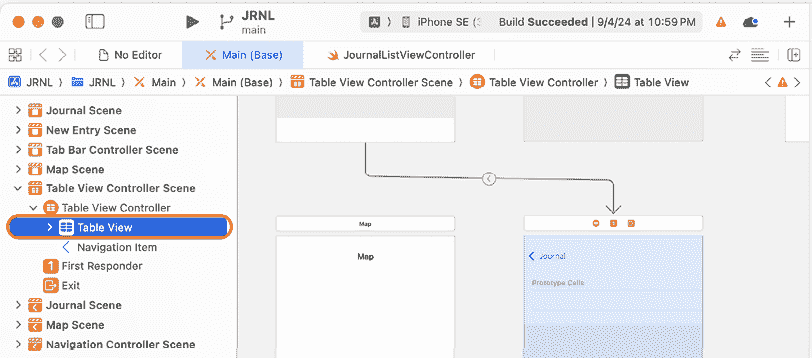 JRNL
main
iPhone SE (3
Build Succeeded | 9/4/24 at 10:59 PM
No Editor
Main (Base)
JournalListViewController
JRNL
JRNL
Main
Main (Base)
Table View Controller Scene
Table View Controller
Table View
Journal Scene
New Entry Scene
Tab Bar Controller Scene
Map Scene
Table View Controller Scene
Table View Controller
Table View
Navigation Item
First Responder
Exit
Journal Scene
Map Scene
Navigation Controller Scene
Map
Map
Journal
Prototype Cells